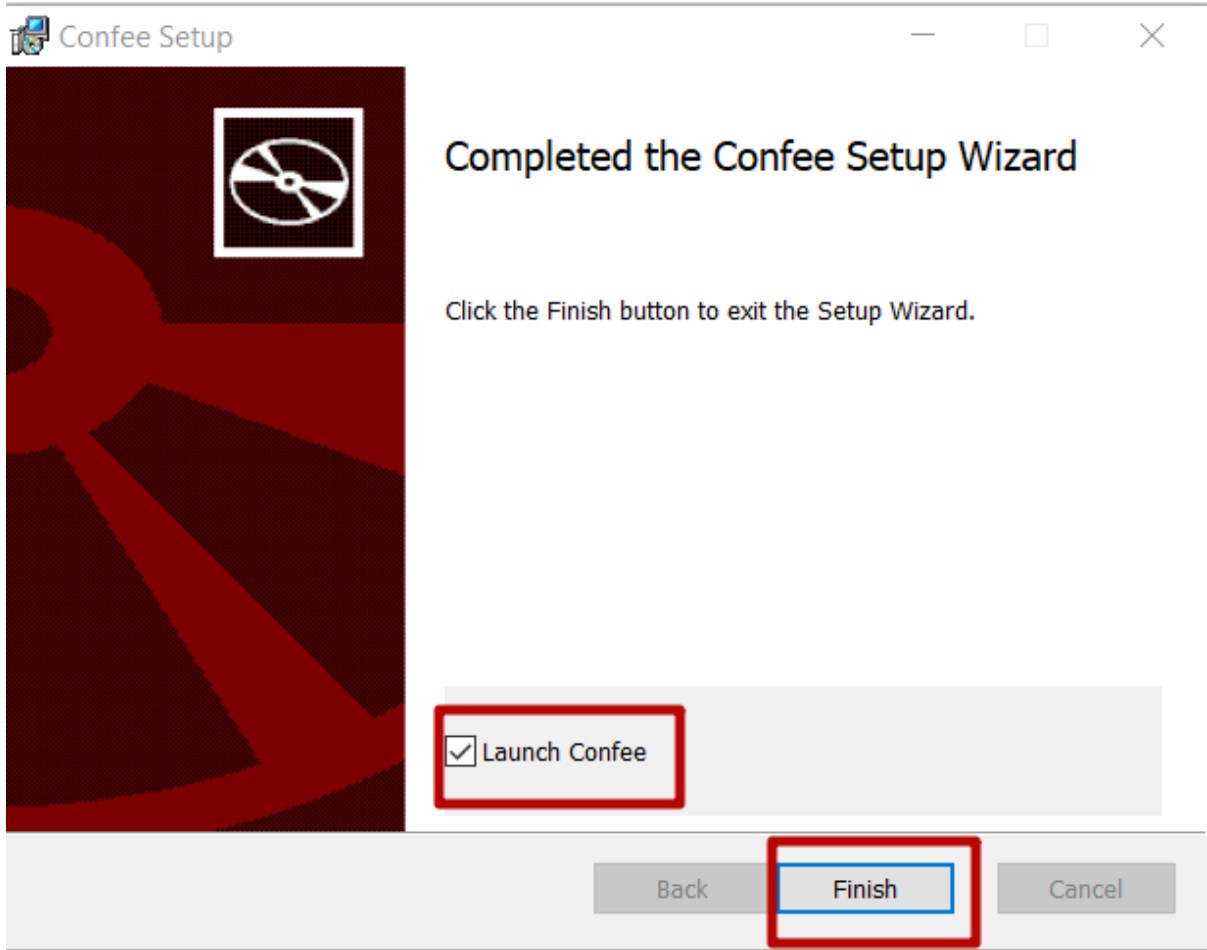 Confee Setup
Completed the Confee Setup Wizard
Click the Finish button to exit the Setup Wizard.
Launch Confee
Back Finish Cancel